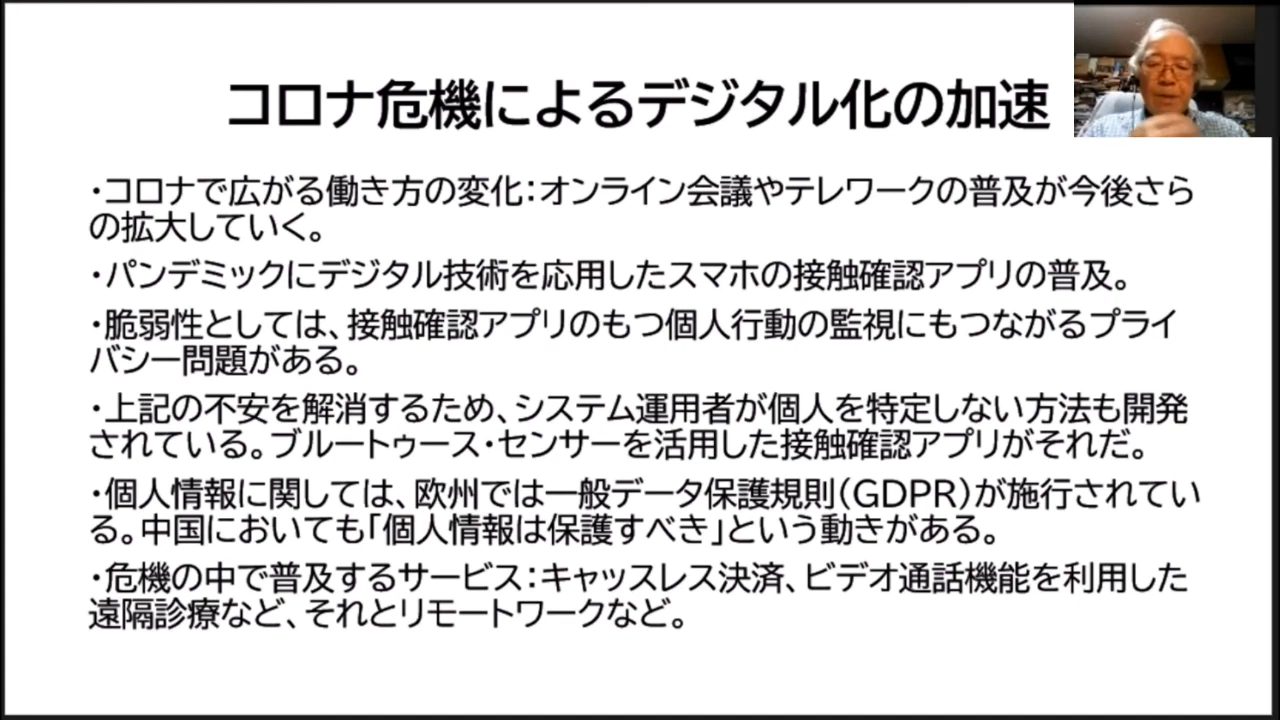 コロナ危機によるデジタル化の加速
・コロナで広がる働き方の変化：オンライン会議やテレワークの普及が今後さら
の拡大していく。
・パンデミックにデジタル技術を応用したスマホの接触確認アプリの普及。
・脆弱性としては、接触確認アプリのもつ個人行動の監視にもつながるプライ
バシー問題がある。
・上記の不安を解消するため、システム運用者が個人を特定しない方法も開発
されている。ブルートゥース・センサーを活用した接触確認アプリがそれだ。
・個人情報に関しては、欧州では一般データ保護規則（GDPR）が施行されてい
る。中国においても「個人情報は保護すべき」という動きがある。
・危機の中で普及するサービス：キャッスレス決済、ビデオ通話機能を利用した
遠隔診療など、それとリモートワークなど。